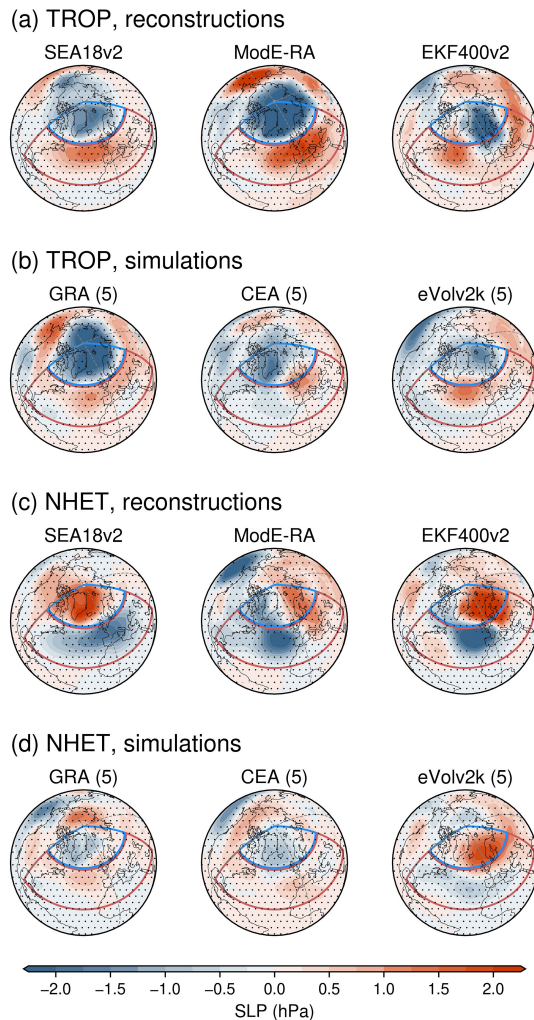 (a) TROP, reconstructions
SEA18v2 ModE-RA EKF400v2
(b) TROP, simulations
GRA (5) CEA (5) eVolv2k (5)
(c) NHET, reconstructions
SEA18v2 ModE-RA EKF400v2
(d) NHET, simulations
GRA (5) CEA (5) eVolv2k (5)
−2.0 −1.5 −1.0 −0.5 0.0 0.5 1.0 1.5 2.0
SLP (hPa)